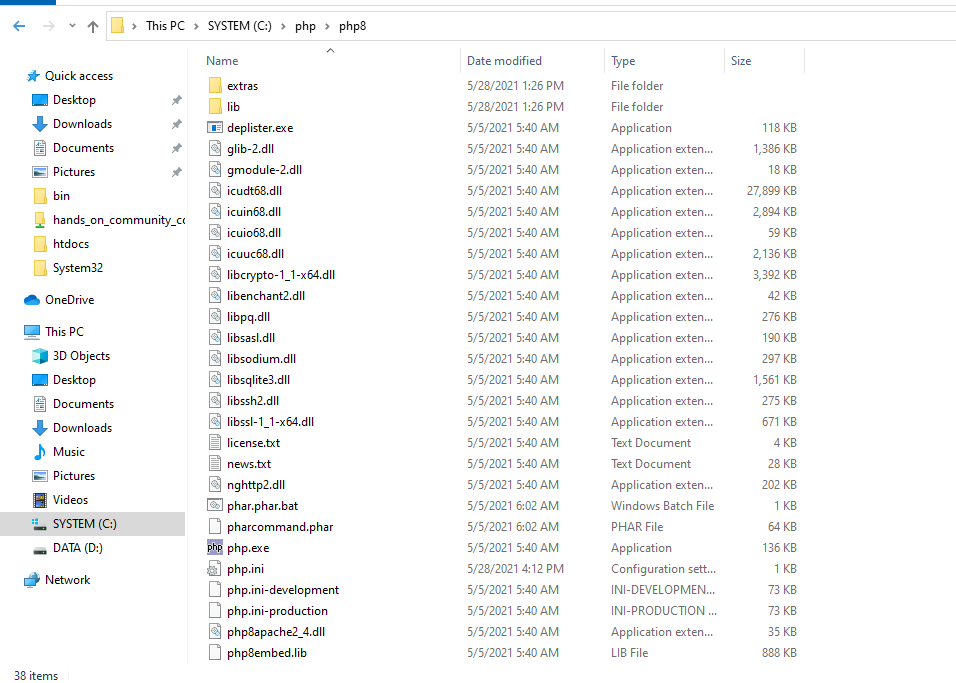 This PC > SYSTEM (C:) > php > php8
Quick access
Desktop
Downloads
Documents
Pictures
bin
hands_on_community_cc
htdocs
System32
OneDrive
This PC
3D Objects
Desktop
Documents
Downloads
Music
Pictures
Videos
SYSTEM (C:)
DATA (D:)
Network
Name Date modified Type Size
extras 5/28/2021 1:26 PM File folder
lib 5/28/2021 1:26 PM File folder
deplister.exe 5/5/2021 5:40 AM Application 118 KB
glib-2.dll 5/5/2021 5:40 AM Application exten... 1,386 KB
gmodule-2.dll 5/5/2021 5:40 AM Application exten... 18 KB
icudt68.dll 5/5/2021 5:40 AM Application exten... 27,899 KB
icuin68.dll 5/5/2021 5:40 AM Application exten... 2,894 KB
icuio68.dll 5/5/2021 5:40 AM Application exten... 59 KB
icuuc68.dll 5/5/2021 5:40 AM Application exten... 2,136 KB
libcrypto-1_1-x64.dll 5/5/2021 5:40 AM Application exten... 3,392 KB
libenchant2.dll 5/5/2021 5:40 AM Application exten... 42 KB
libpq.dll 5/5/2021 5:40 AM Application exten... 276 KB
libsasl.dll 5/5/2021 5:40 AM Application exten... 190 KB
libsodium.dll 5/5/2021 5:40 AM Application exten... 297 KB
libsqlite3.dll 5/5/2021 5:40 AM Application exten... 1,561 KB
libssh2.dll 5/5/2021 5:40 AM Application exten... 275 KB
libssl-1_1-x64.dll 5/5/2021 5:40 AM Application exten... 671 KB
license.txt 5/5/2021 5:40 AM Text Document 4 KB
news.txt 5/5/2021 5:40 AM Text Document 28 KB
nghttp2.dll 5/5/2021 5:40 AM Application exten... 202 KB
phar.phar.bat 5/5/2021 6:02 AM Windows Batch File 1 KB
pharcommand.phar 5/5/2021 6:02 AM PHAR File 64 KB
php php.exe 5/5/2021 5:40 AM Application 136 KB
php.ini 5/28/2021 4:12 PM Configuration sett... 1 KB
php.ini-development 5/5/2021 5:40 AM INI-DEVELOPMEN... 73 KB
php.ini-production 5/5/2021 5:40 AM INI-PRODUCTION ... 73 KB
php8apache2_4.dll 5/5/2021 5:40 AM Application exten... 35 KB
php8embed.lib 5/5/2021 5:40 AM LIB File 888 KB
38 items